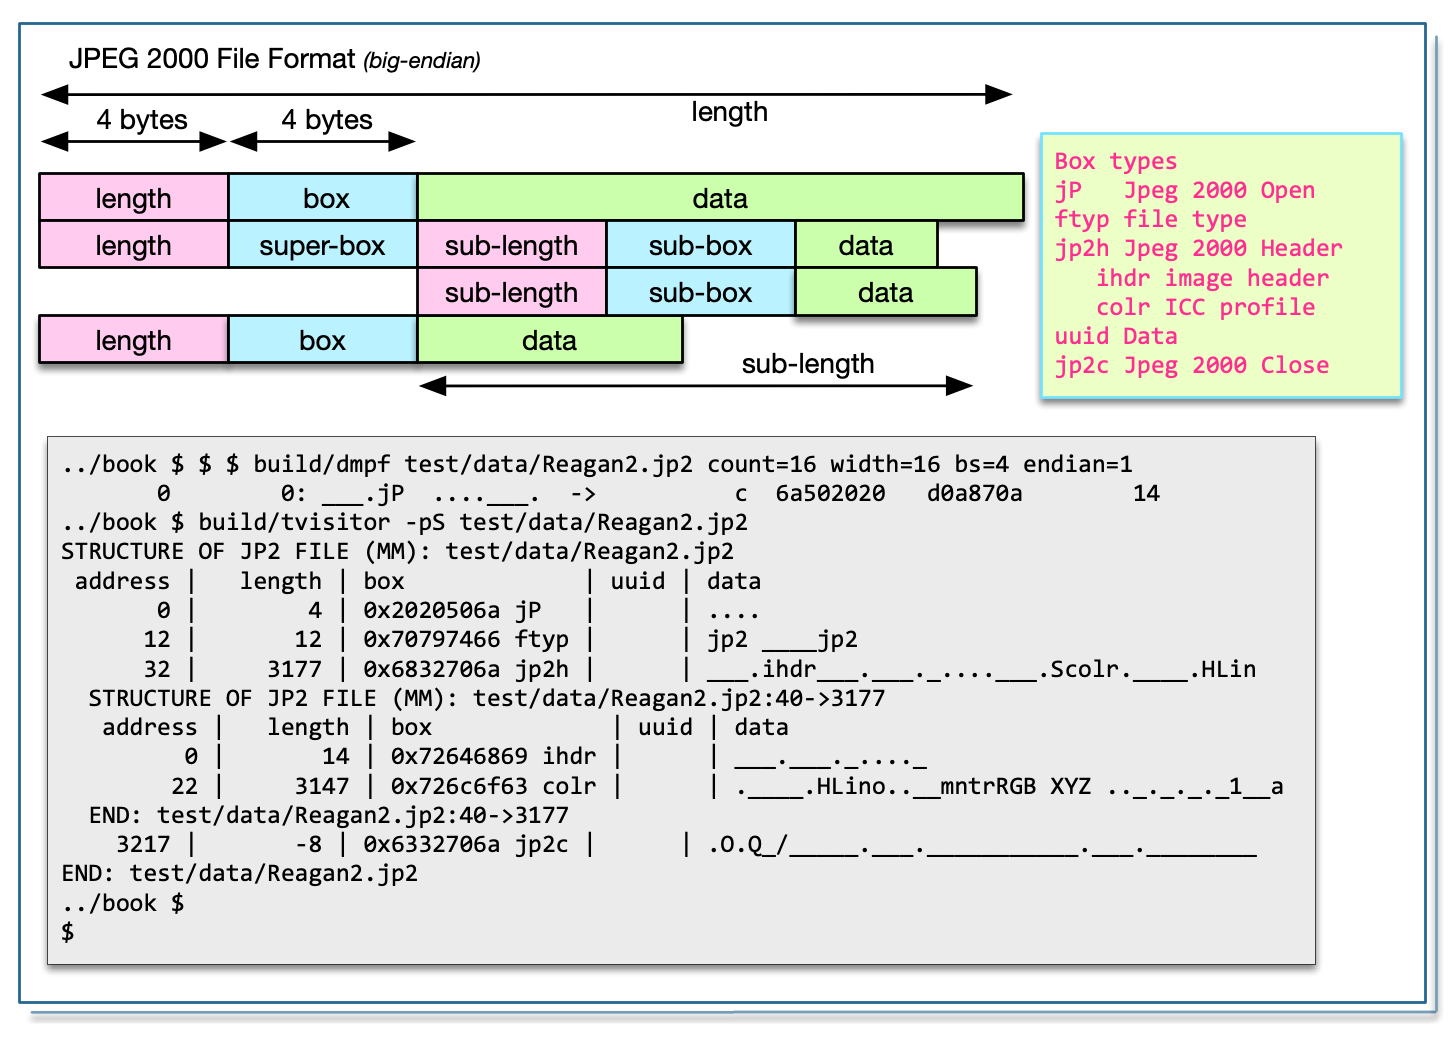 JPEG 2000 File Format (big-endian)
length
4 bytes 4 bytes
length box data
length super-box sub-length sub-box data
sub-length sub-box data
length box data
sub-length
Box types
jP   Jpeg 2000 Open
ftyp file type
jp2h Jpeg 2000 Header
   ihdr image header
   colr ICC profile
uuid Data
jp2c Jpeg 2000 Close
../book $ $ $ build/dmpf test/data/Reagan2.jp2 count=16 width=16 bs=4 endian=1
       0        0: ___.jP  ....___.  ->          c  6a502020   d0a870a        14
../book $ build/tvisitor -pS test/data/Reagan2.jp2
STRUCTURE OF JP2 FILE (MM): test/data/Reagan2.jp2
 address |   length | box             | uuid | data
       0 |        4 | 0x2020506a jP   |      | ....
      12 |       12 | 0x70797466 ftyp |      | jp2 ____jp2
      32 |     3177 | 0x6832706a jp2h |      | ___.ihdr___.___._....___.Scolr.____.HLin
  STRUCTURE OF JP2 FILE (MM): test/data/Reagan2.jp2:40->3177
   address |   length | box             | uuid | data
         0 |       14 | 0x72646869 ihdr |      | ___.___._...._
        22 |     3147 | 0x726c6f63 colr |      | .____.HLino..__mntrRGB XYZ .._._._._1__a
  END: test/data/Reagan2.jp2:40->3177
    3217 |       -8 | 0x6332706a jp2c |      | .O.Q_/_____.___.___________.___.________
END: test/data/Reagan2.jp2
../book $
$